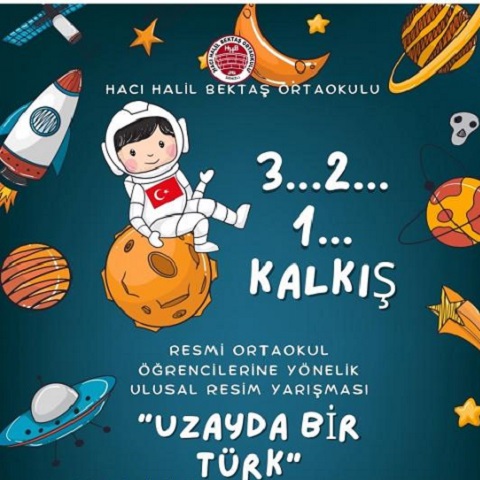 HACI HALİL BEKTAŞ ORTAOKULU
3...2...
1...
KALKIŞ
RESMİ ORTAOKUL
ÖĞRENCİLERİNE YÖNELİK
ULUSAL RESİM YARIŞMASI
"UZAYDA BİR
TÜRK"